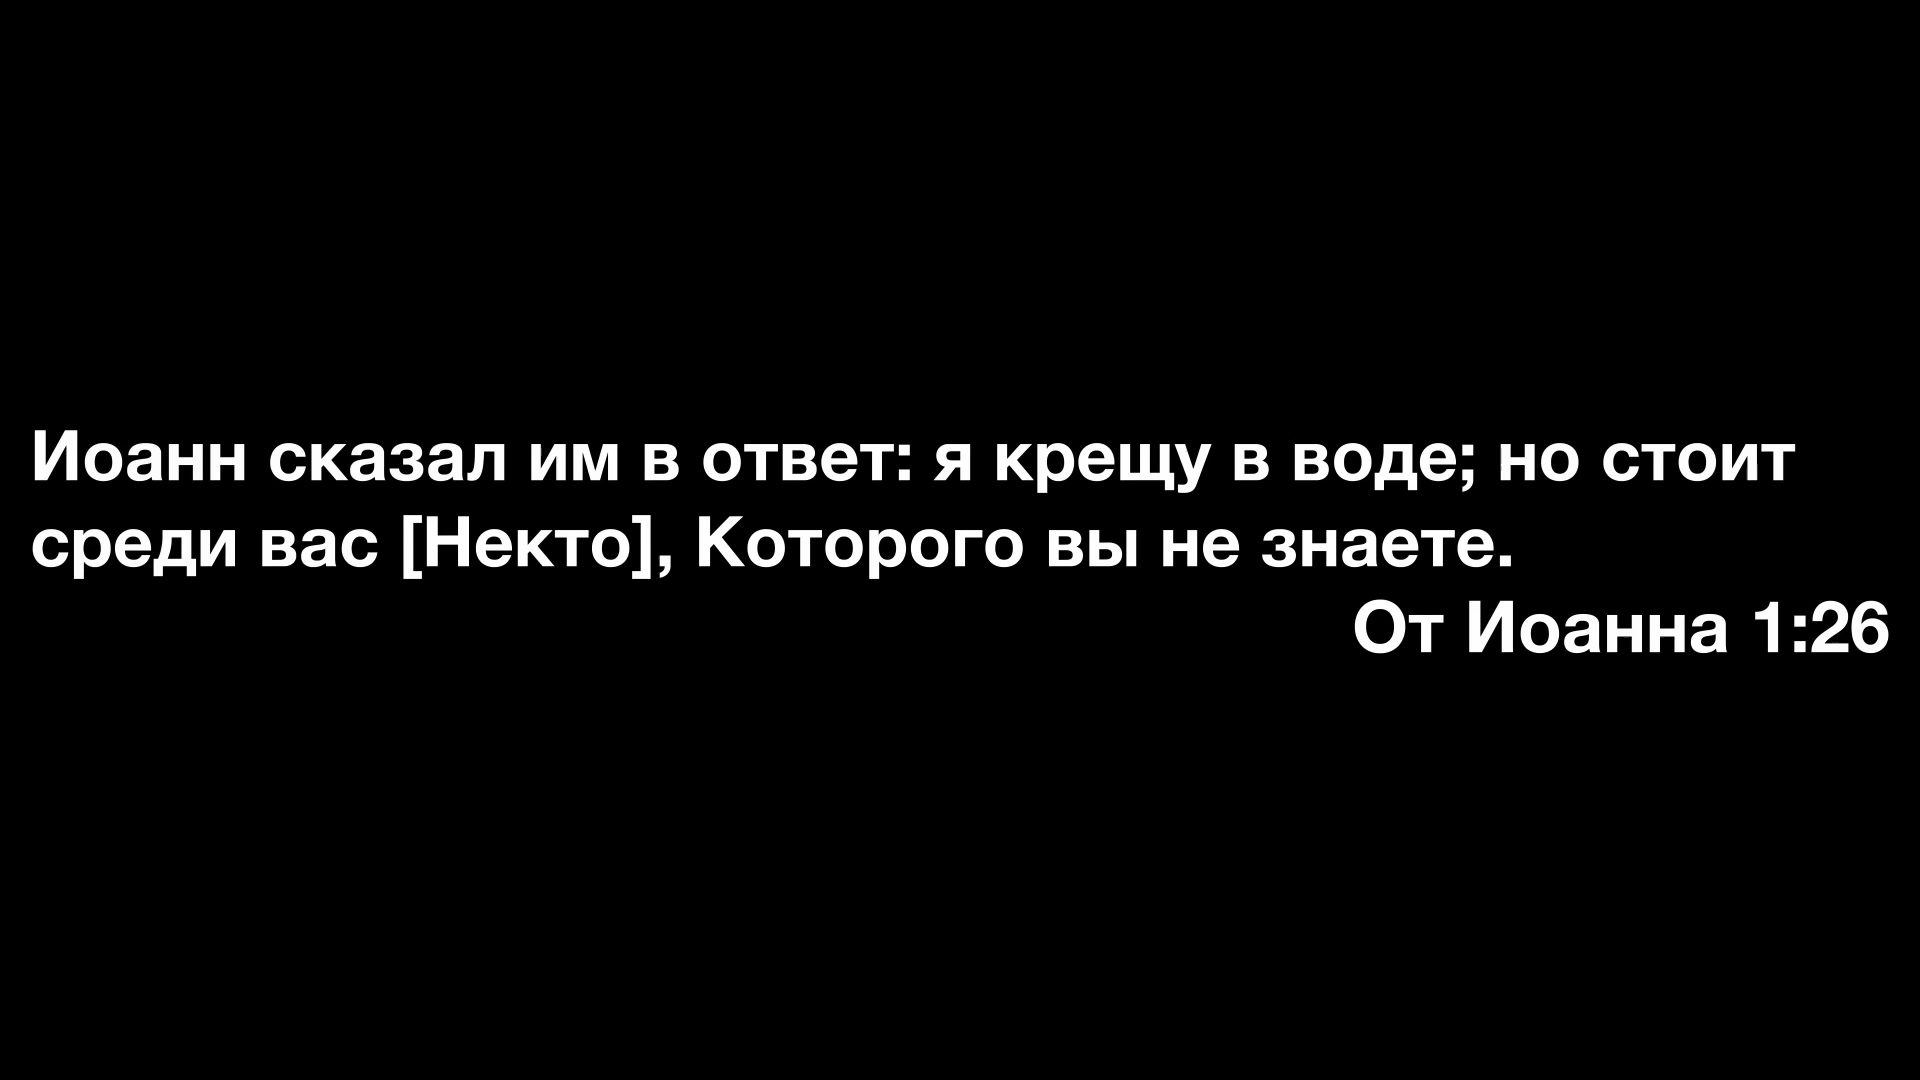 Иоанн сказал им в ответ: я крещу в воде; но стоит
среди вас [Некто], Которого вы не знаете.
От Иоанна 1:26